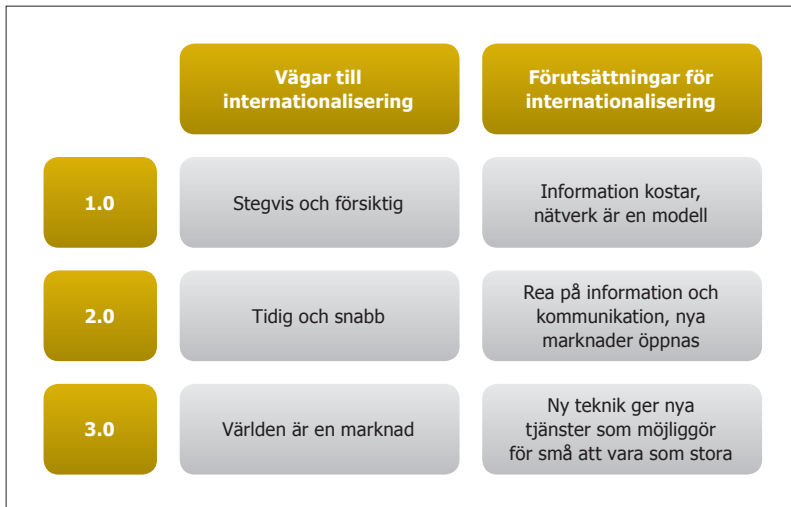 Vägar till
internationalisering
Förutsättningar för
internationalisering
1.0
Stegvis och försiktig
Information kostar,
nätverk är en modell
2.0
Tidig och snabb
Rea på information och
kommunikation, nya
marknader öppnas
3.0
Världen är en marknad
Ny teknik ger nya
tjänster som möjliggör
för små att vara som stora